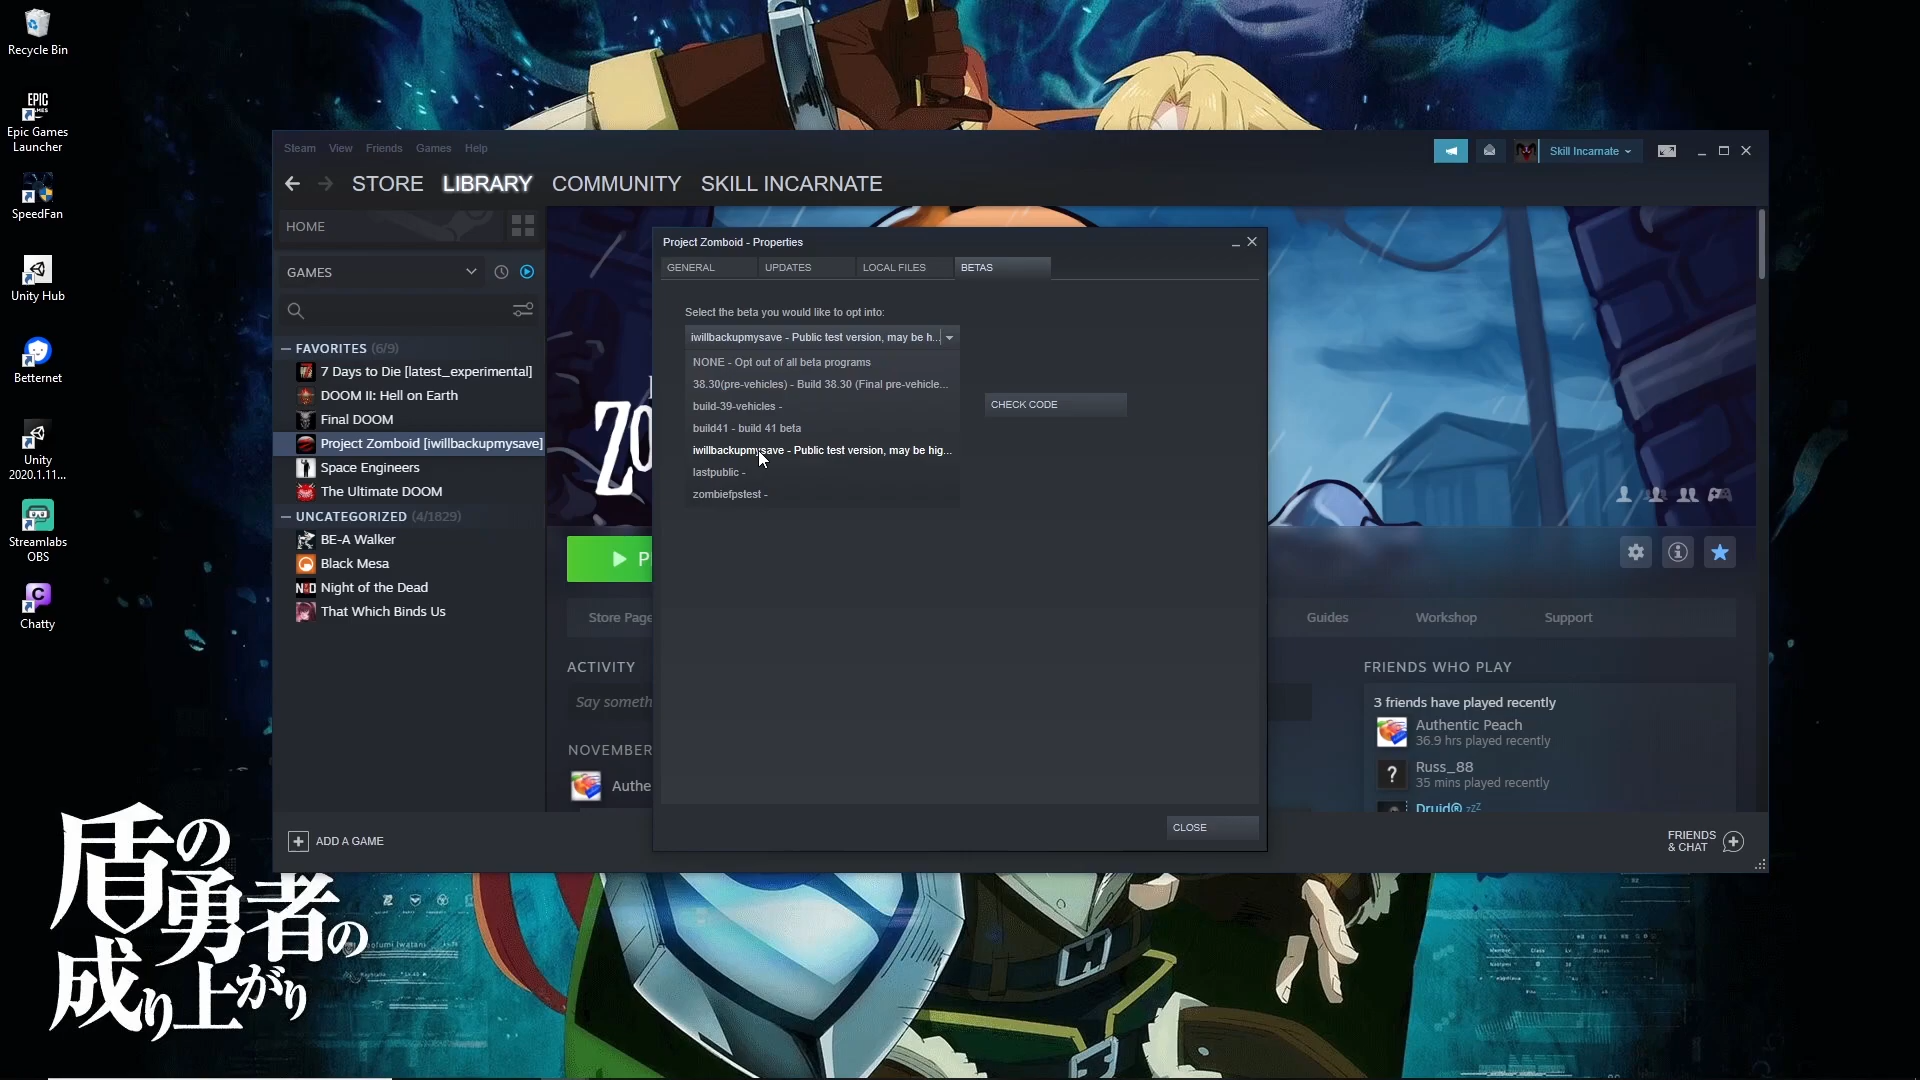 Recycle Bin
EPIC
GAMES
Epic Games
Launcher
SpeedFan
Unity Hub
Betternet
Unity
2020.1.11...
Streamlabs
OBS
Chatty
Steam View Friends Games Help
Skill Incarnate
STORE LIBRARY COMMUNITY SKILL INCARNATE
HOME
GAMES
FAVORITES (6/9)
7 Days to Die [latest_experimental]
DOOM II: Hell on Earth
Final DOOM
Project Zomboid [iwillbackupmysave]
Space Engineers
The Ultimate DOOM
UNCATEGORIZED (4/1829)
BE-A Walker
Black Mesa
Night of the Dead
That Which Binds Us
ADD A GAME
Project Zomboid - Properties
GENERAL UPDATES LOCAL FILES BETAS
Select the beta you would like to opt into:
iwillbackupmysave - Public test version, may be h...
NONE - Opt out of all beta programs
38.30(pre-vehicles) - Build 38.30 (Final pre-vehicle...
build-39-vehicles -
build41 - build 41 beta
iwillbackupmysave - Public test version, may be hig...
lastpublic -
zombiefpstest -
CHECK CODE
CLOSE
ZO
P
Store Page
Guides Workshop Support
ACTIVITY
Say someth
NOVEMBER
Authe
FRIENDS WHO PLAY
3 friends have played recently
Authentic Peach
36.9 hrs played recently
Russ_88
35 mins played recently
Druid® zzZ
FRIENDS
& CHAT
盾の
勇者の
成り上がり